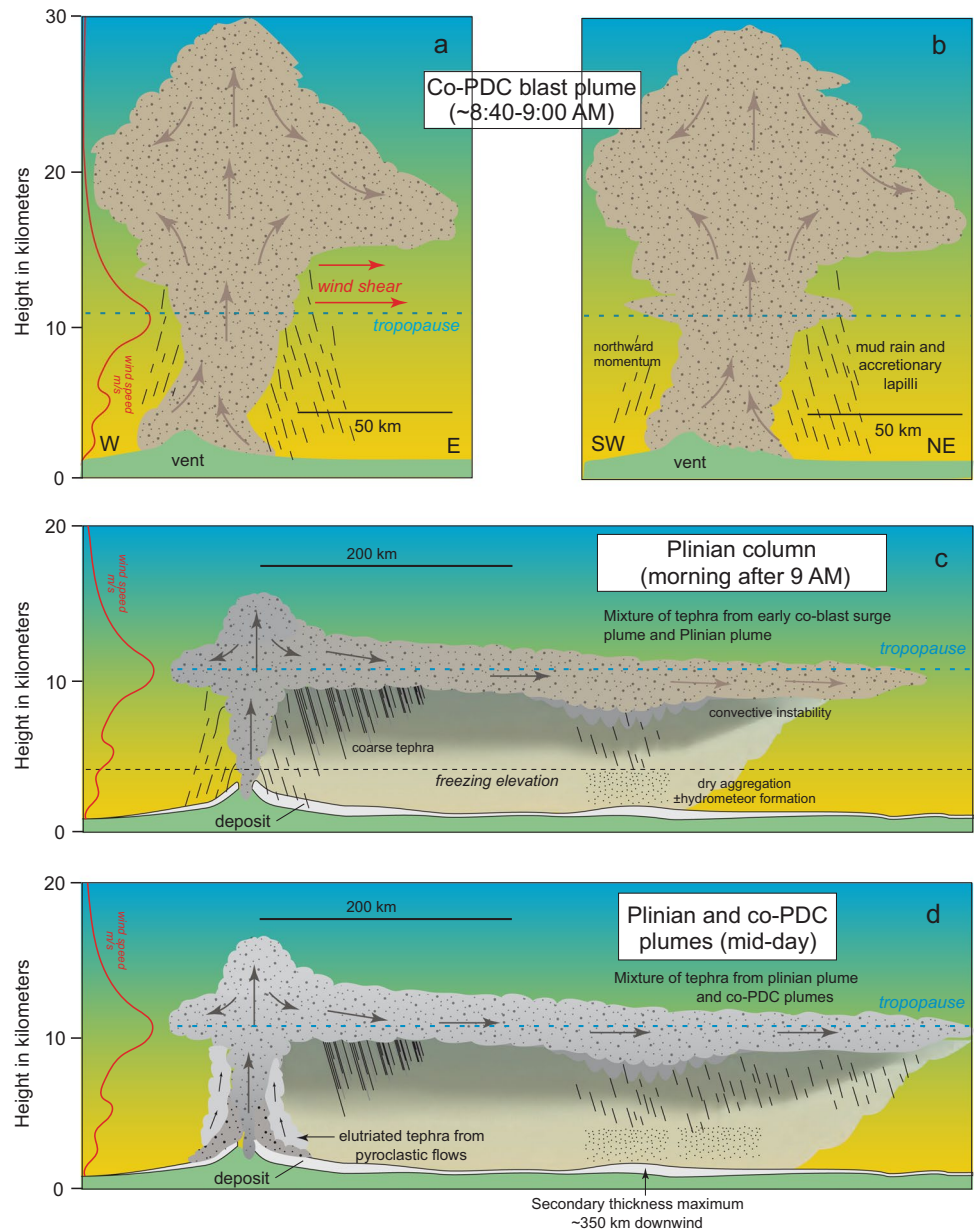 30
a
b
Co-PDC blast plume
(~8:40-9:00 AM)
20
Height in kilometers
wind shear
10
tropopause
wind speed
m/s
northward
momentum
mud rain and
accretionary
lapilli
50 km
50 km
W
E
SW
NE
vent
vent
0
20
c
Plinian column
(morning after 9 AM)
200 km
wind speed
m/s
Mixture of tephra from early co-blast surge
plume and Plinian plume
tropopause
Height in kilometers
10
convective instability
coarse tephra
freezing elevation
dry aggregation
±hydrometeor formation
deposit
0
20
d
Plinian and co-PDC
plumes (mid-day)
200 km
wind speed
m/s
Mixture of tephra from plinian plume
and co-PDC plumes
tropopause
Height in kilometers
10
elutriated tephra from
pyroclastic flows
deposit
0
Secondary thickness maximum
~350 km downwind